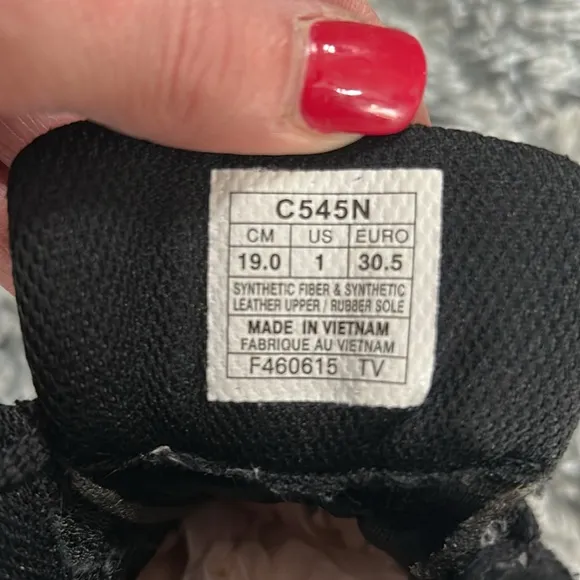 C545N
CM US EURO
19.0 1 30.5
SYNTHETIC FIBER & SYNTHETIC
LEATHER UPPER / RUBBER SOLE
MADE IN VIETNAM
FABRIQUE AU VIETNAM
F460615 TV